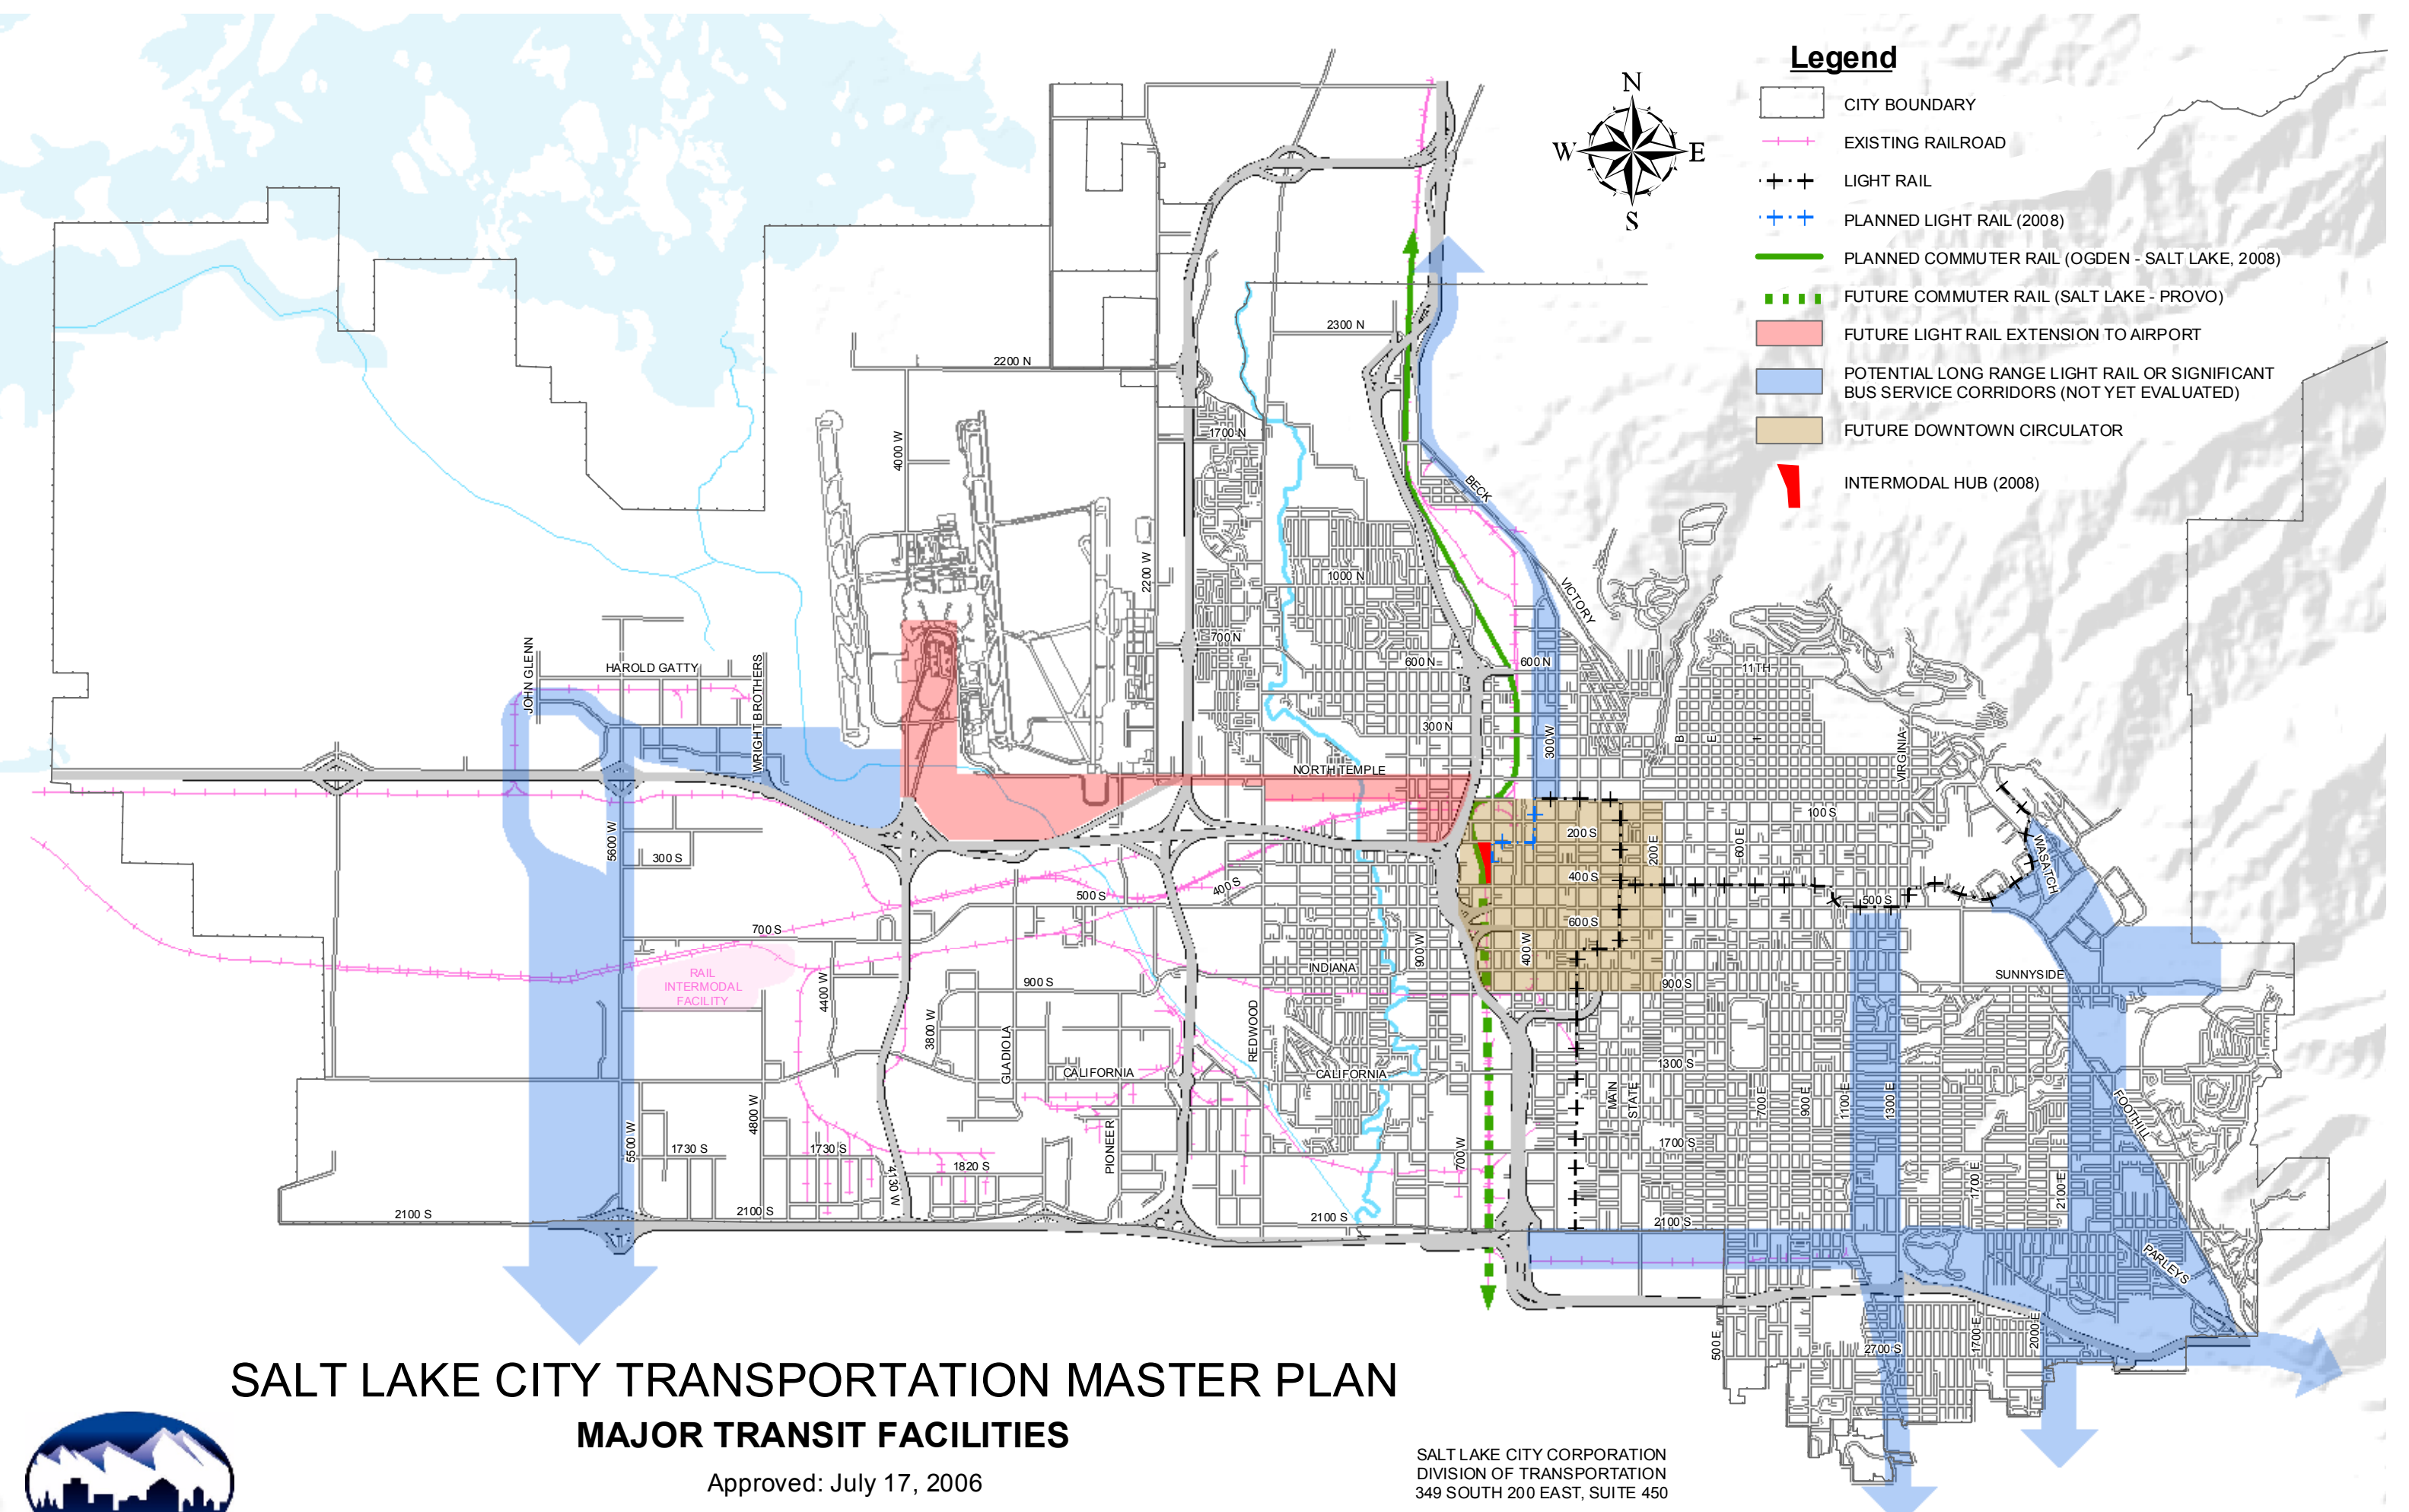 Legend
CITY BOUNDARY
EXISTING RAILROAD
LIGHT RAIL
PLANNED LIGHT RAIL (2008)
PLANNED COMMUTER RAIL (OGDEN - SALT LAKE, 2008)
FUTURE COMMUTER RAIL (SALT LAKE - PROVO)
FUTURE LIGHT RAIL EXTENSION TO AIRPORT
POTENTIAL LONG RANGE LIGHT RAIL OR SIGNIFICANT
BUS SERVICE CORRIDORS (NOT YET EVALUATED)
FUTURE DOWNTOWN CIRCULATOR
INTERMODAL HUB (2008)
N
W
E
S
2300 N
2200 N
1700 N
4000 W
BECK
2200 W
1000 N
VICTORY
700 N
600 N
600 N
11TH
JOHN GLENN
HAROLD GATTY
WRIGHT BROTHERS
300 N
300 W
B
E
I
VIRGINIA
NORTH TEMPLE
100 S
200 S
200 E
600 E
5600 W
300 S
WASATCH
400 S
400 S
500 S
500 S
600 S
700 S
400 W
900 W
RAIL
INTERMODAL
FACILITY
INDIANA
SUNNYSIDE
4400 W
900 S
900 S
3800 W
GLADIOLA
REDWOOD
1300 S
CALIFORNIA
CALIFORNIA
MAIN
STATE
700 E
900 E
1100 E
1300 E
FOOTHILL
4800 W
5500 W
1730 S
1730 S
PIONEER
700 W
1700 S
1820 S
4130 W
1700 E
2100 E
2100 S
2100 S
2100 S
2100 S
PARLEYS
500 E
2700 S
1700 E
2000 E
SALT LAKE CITY TRANSPORTATION MASTER PLAN
MAJOR TRANSIT FACILITIES
Approved: July 17, 2006
SALT LAKE CITY CORPORATION
DIVISION OF TRANSPORTATION
349 SOUTH 200 EAST, SUITE 450